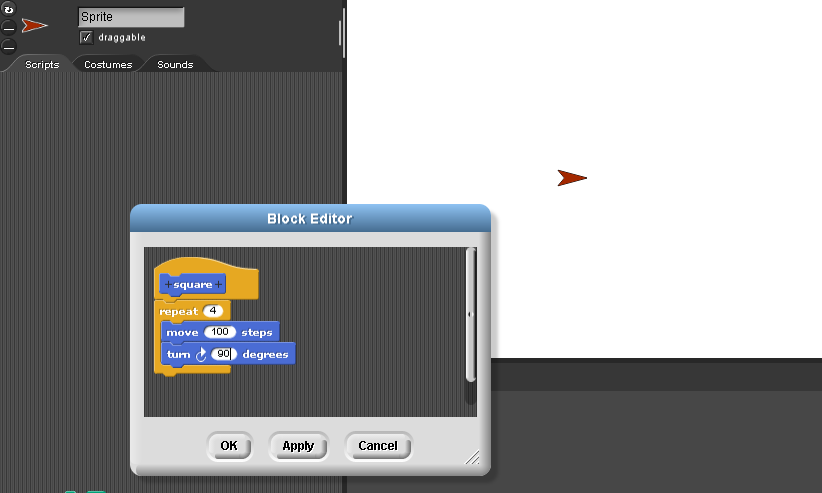 Sprite
draggable
Scripts Costumes Sounds
Block Editor
+square+
repeat 4
move 100 steps
turn 90 degrees
OK Apply Cancel